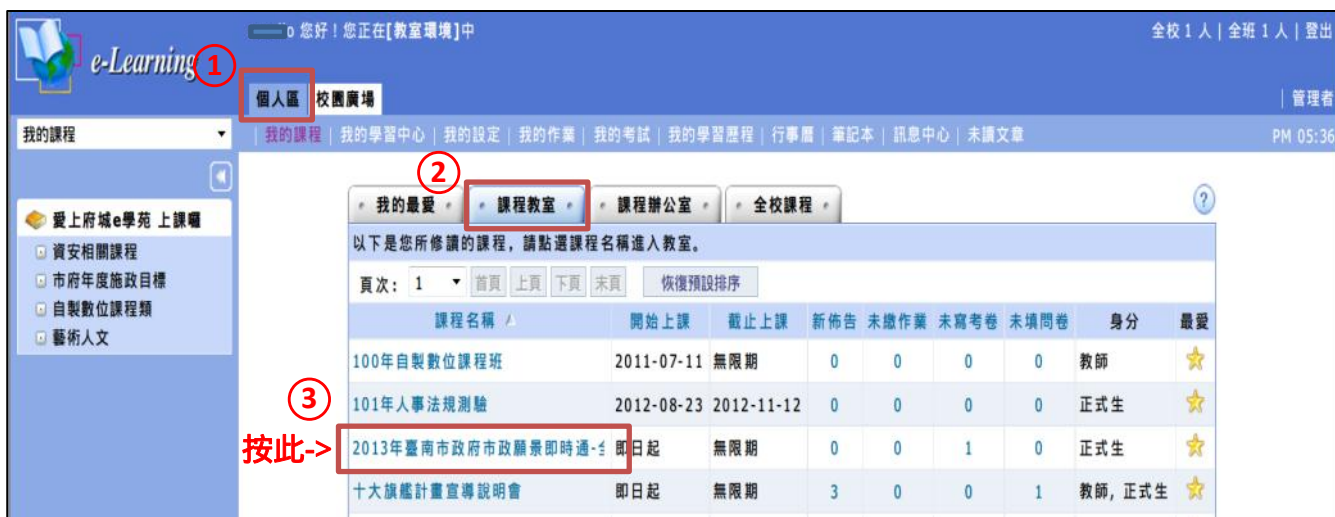 e-Learning
①
o 您好！您正在[教室環境]中
全校 1 人 | 全班 1 人 | 登出
個人區 校園廣場
| 管理者
我的課程
| 我的課程 | 我的學習中心 | 我的設定 | 我的作業 | 我的考試 | 我的學習歷程 | 行事曆 | 筆記本 | 訊息中心 | 未讀文章
PM 05:36
愛上府城e學苑 上課囉
資安相關課程
市府年度施政目標
自製數位課程類
藝術人文
②
我的最愛 課程教室 課程辦公室 全校課程
?
以下是您所修讀的課程，請點選課程名稱進入教室。
頁次： 1 首頁 上頁 下頁 末頁 恢復預設排序
課程名稱 開始上課 截止上課 新佈告 未繳作業 未寫考卷 未填問卷 身分 最愛
100年自製數位課程班 2011-07-11 無限期 0 0 0 0 教師
③
101年人事法規測驗 2012-08-23 2012-11-12 0 0 0 0 正式生
按此->
2013年臺南市政府市政願景即時通- 即日起 無限期 0 0 1 0 正式生
十大旗艦計畫宣導說明會 即日起 無限期 3 0 0 1 教師, 正式生